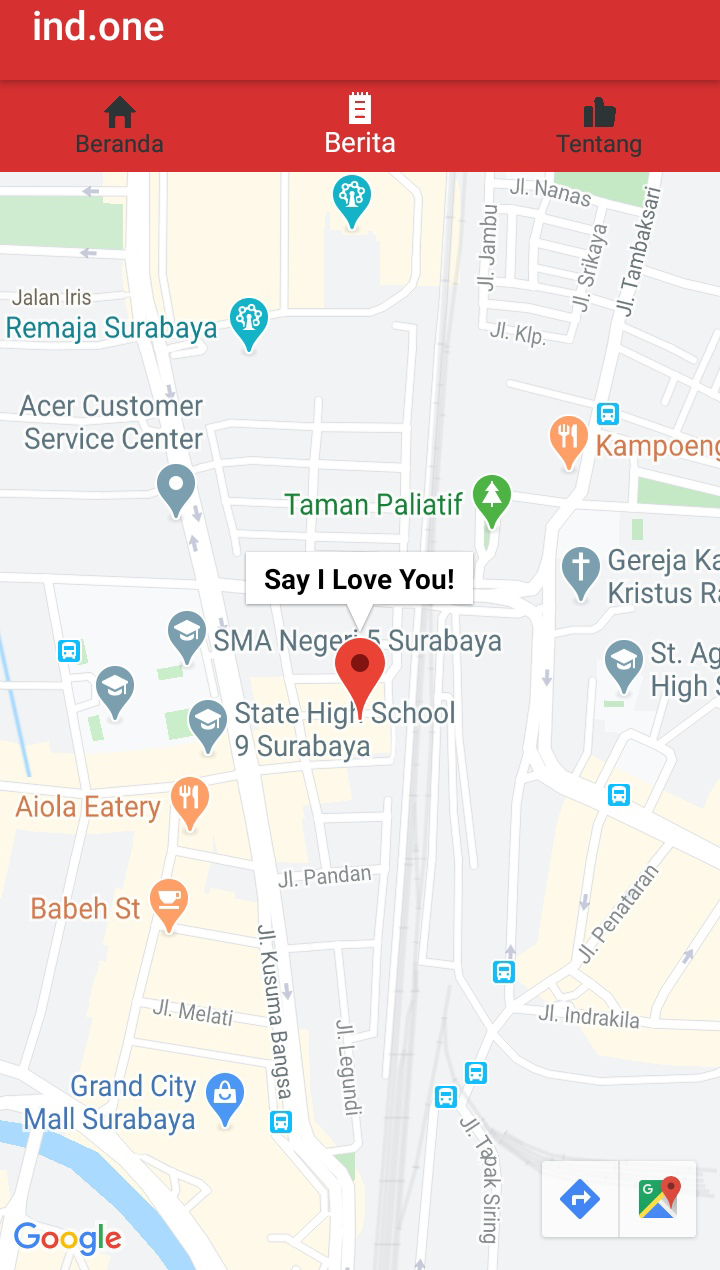 ind.one
Beranda
Berita
Tentang
Jl. Nanas
Jl. Jambu
Jl. Srikaya
Jl. Tambaksari
Jalan Iris
Remaja Surabaya
Jl. Klp.
Acer Customer
Service Center
Kampoeng
Taman Paliatif
Say I Love You!
Gereja Ka
Kristus Ra
SMA Negeri 5 Surabaya
St. Ag
High S
State High School
9 Surabaya
Aiola Eatery
Jl. Pandan
Babeh St
Jl. Penataran
Jl. Kusuma Bangsa
Jl. Melati
Jl. Indrakila
Jl. Legundi
Grand City
Mall Surabaya
Jl. Tapak Siring
G
Google